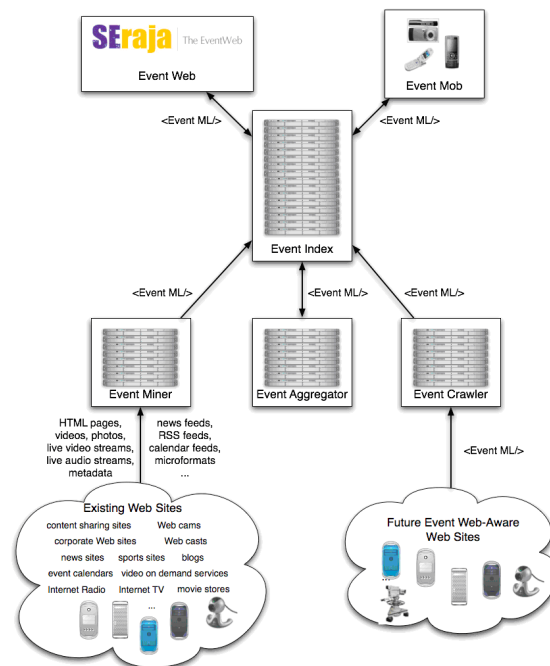 SEraja | The EventWeb
Event Web
Event Mob
<Event ML/>
<Event ML/>
Event Index
<Event ML/>
<Event ML/>
<Event ML/>
Event Miner
Event Aggregator
Event Crawler
HTML pages,
videos, photos,
live video streams,
live audio streams,
metadata
news feeds,
RSS feeds,
calendar feeds,
microformats
...
<Event ML/>
Existing Web Sites
content sharing sites Web cams
corporate Web sites Web casts
news sites sports sites blogs
event calendars video on demand services
Internet Radio Internet TV movie stores
...
Future Event Web-Aware
Web Sites
...